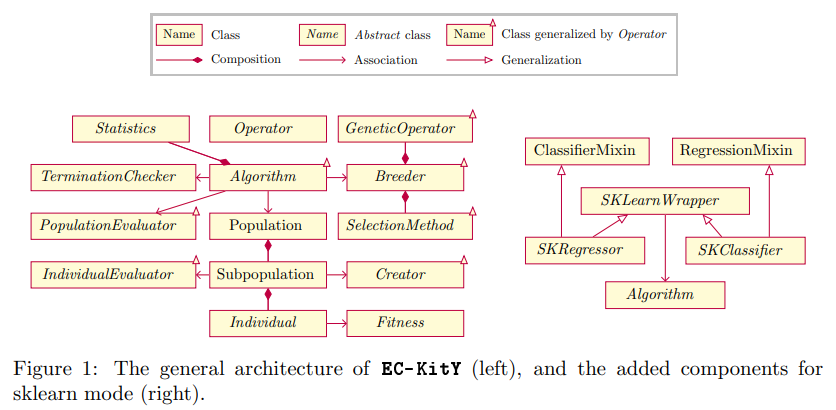 Name Class Name Abstract class Name Class generalized by Operator
Composition Association Generalization
Statistics Operator GeneticOperator
ClassifierMixin RegressionMixin
TerminationChecker Algorithm Breeder
SKLearnWrapper
PopulationEvaluator Population SelectionMethod
SKRegressor SKClassifier
IndividualEvaluator Subpopulation Creator
Algorithm
Individual Fitness
Figure 1: The general architecture of EC-KitY (left), and the added components for
sklearn mode (right).